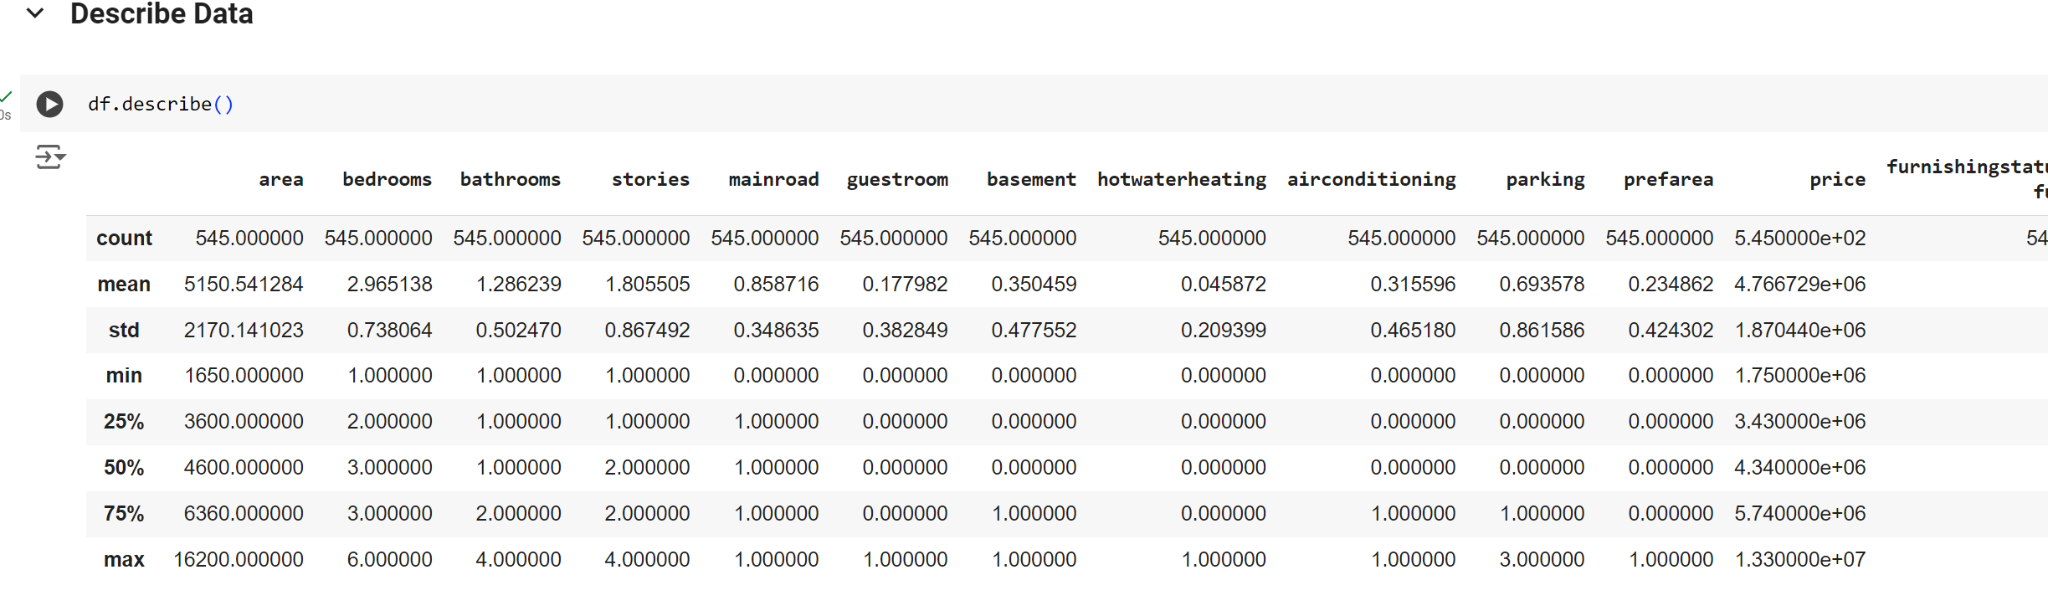 Describe Data
0s
df.describe()
area bedrooms bathrooms stories mainroad guestroom basement hotwaterheating airconditioning parking prefarea price furnishingstatu
fu
count 545.000000 545.000000 545.000000 545.000000 545.000000 545.000000 545.000000 545.000000 545.000000 545.000000 545.000000 5.450000e+02 54
mean 5150.541284 2.965138 1.286239 1.805505 0.858716 0.177982 0.350459 0.045872 0.315596 0.693578 0.234862 4.766729e+06
std 2170.141023 0.738064 0.502470 0.867492 0.348635 0.382849 0.477552 0.209399 0.465180 0.861586 0.424302 1.870440e+06
min 1650.000000 1.000000 1.000000 1.000000 0.000000 0.000000 0.000000 0.000000 0.000000 0.000000 0.000000 1.750000e+06
25% 3600.000000 2.000000 1.000000 1.000000 1.000000 0.000000 0.000000 0.000000 0.000000 0.000000 0.000000 3.430000e+06
50% 4600.000000 3.000000 1.000000 2.000000 1.000000 0.000000 0.000000 0.000000 0.000000 0.000000 0.000000 4.340000e+06
75% 6360.000000 3.000000 2.000000 2.000000 1.000000 0.000000 1.000000 0.000000 1.000000 1.000000 0.000000 5.740000e+06
max 16200.000000 6.000000 4.000000 4.000000 1.000000 1.000000 1.000000 1.000000 1.000000 3.000000 1.000000 1.330000e+07